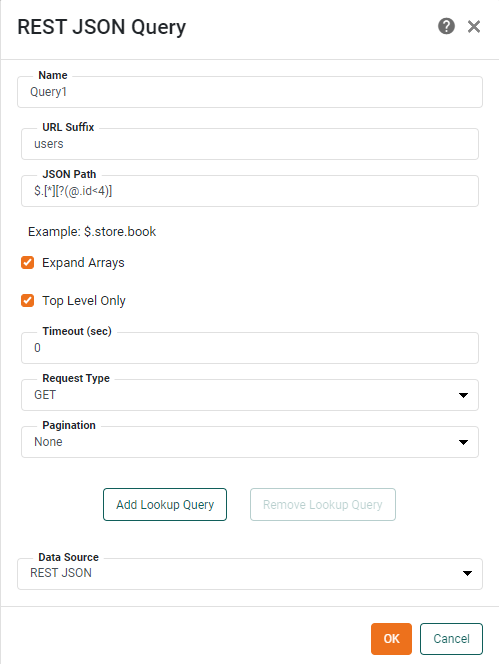 REST JSON Query
Name
Query1
URL Suffix
users
JSON Path
$.[*][?(@.id<4)]
Example: $.store.book
Expand Arrays
Top Level Only
Timeout (sec)
0
Request Type
GET
Pagination
None
Add Lookup Query Remove Lookup Query
Data Source
REST JSON
OK Cancel